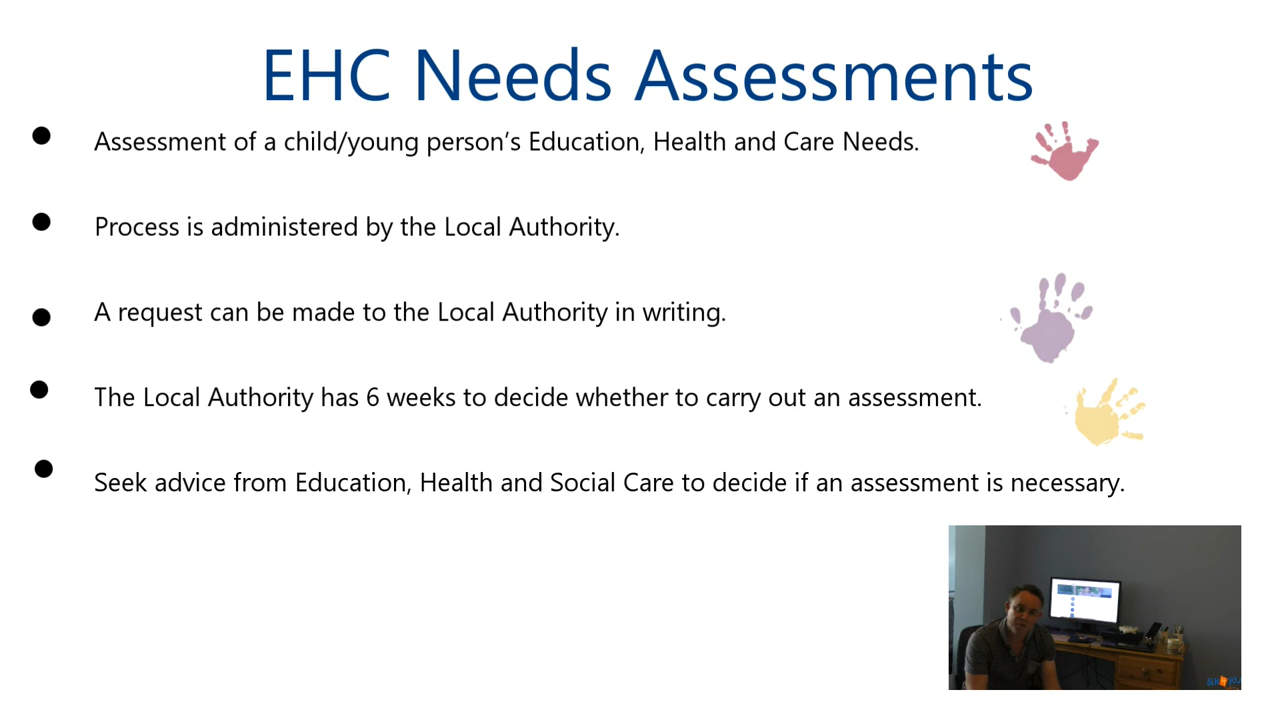 EHC Needs Assessments
● Assessment of a child/young person’s Education, Health and Care Needs.
● Process is administered by the Local Authority.
● A request can be made to the Local Authority in writing.
● The Local Authority has 6 weeks to decide whether to carry out an assessment.
● Seek advice from Education, Health and Social Care to decide if an assessment is necessary.